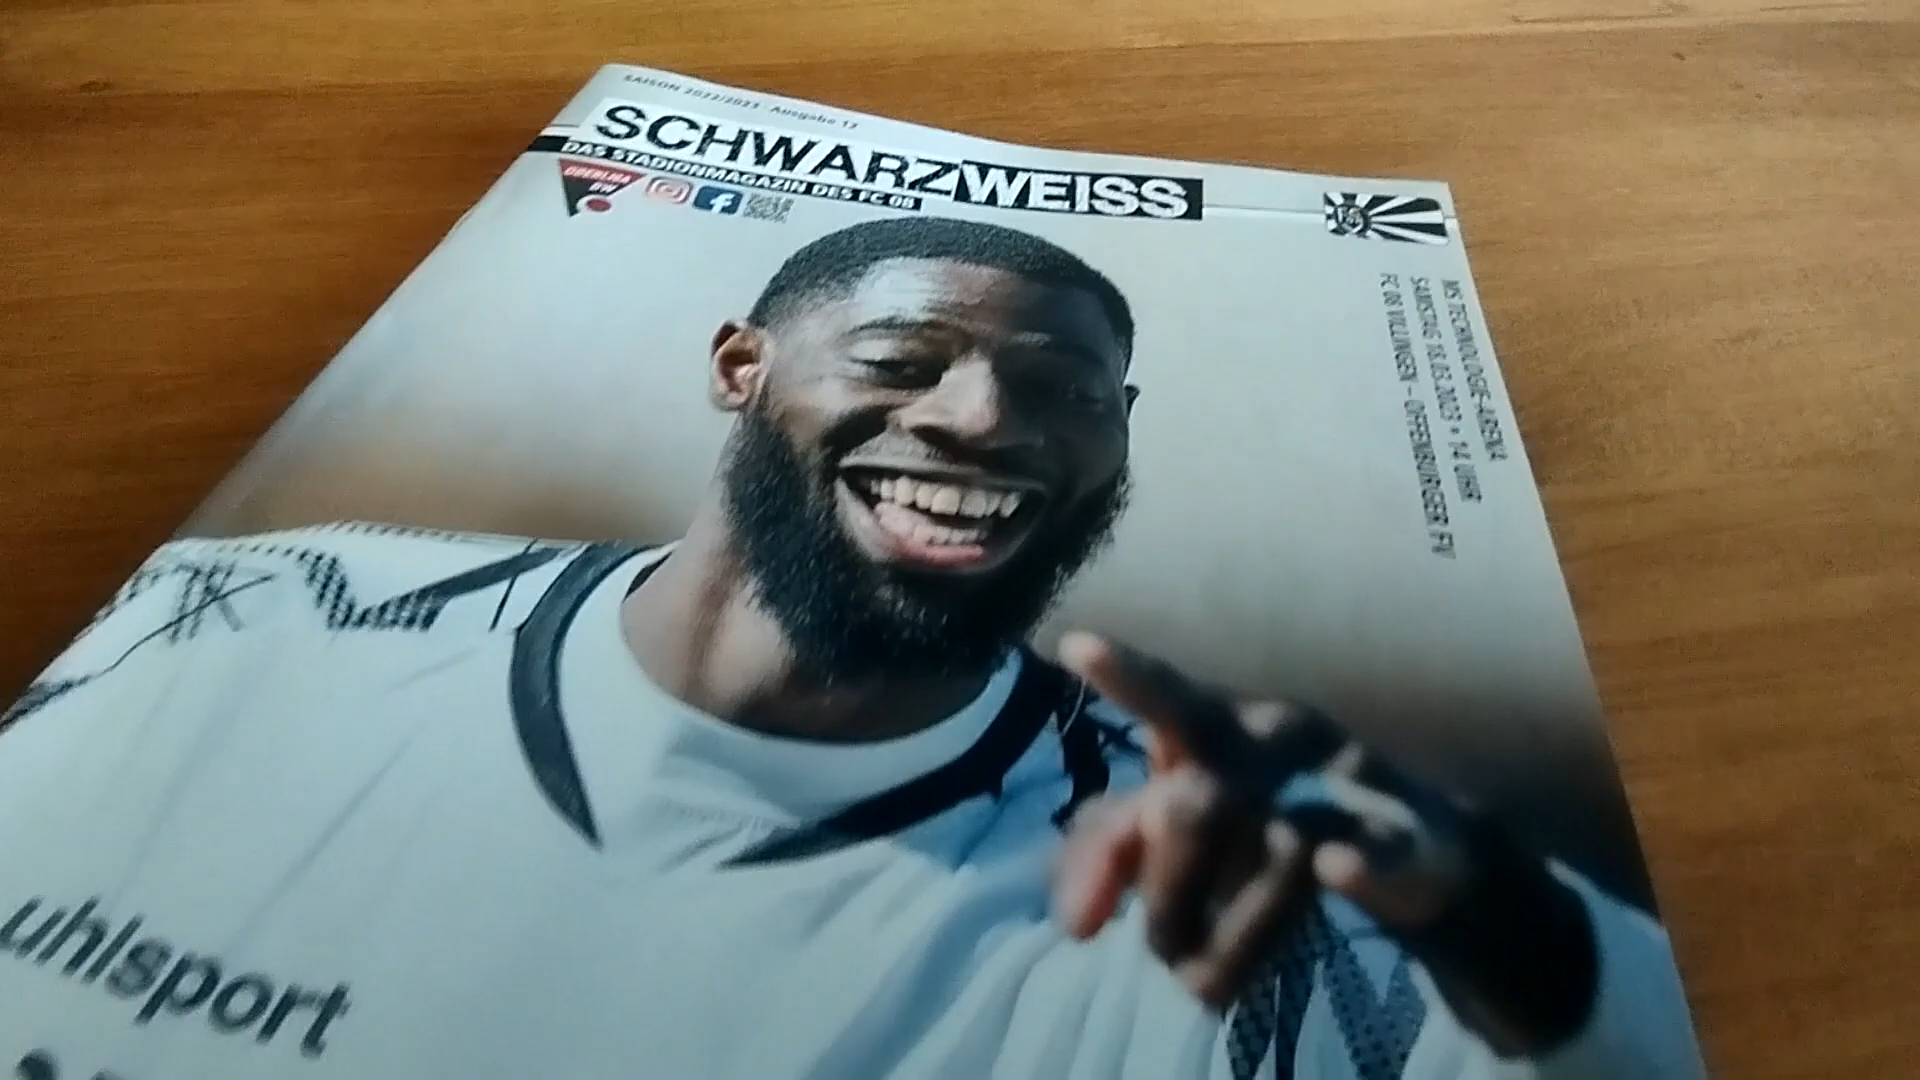 SAISON 2022/2023 Ausgabe 12
SCHWARZWEISS
DAS STADIONMAGAZIN DES FC 08
OBERLIGA
BW
MS TECHNOLOGIE-ARENA
SAMSTAG 18.03.2023 • 14 UHR
FC 08 VILLINGEN – OFFENBURGER FV
uhlsport